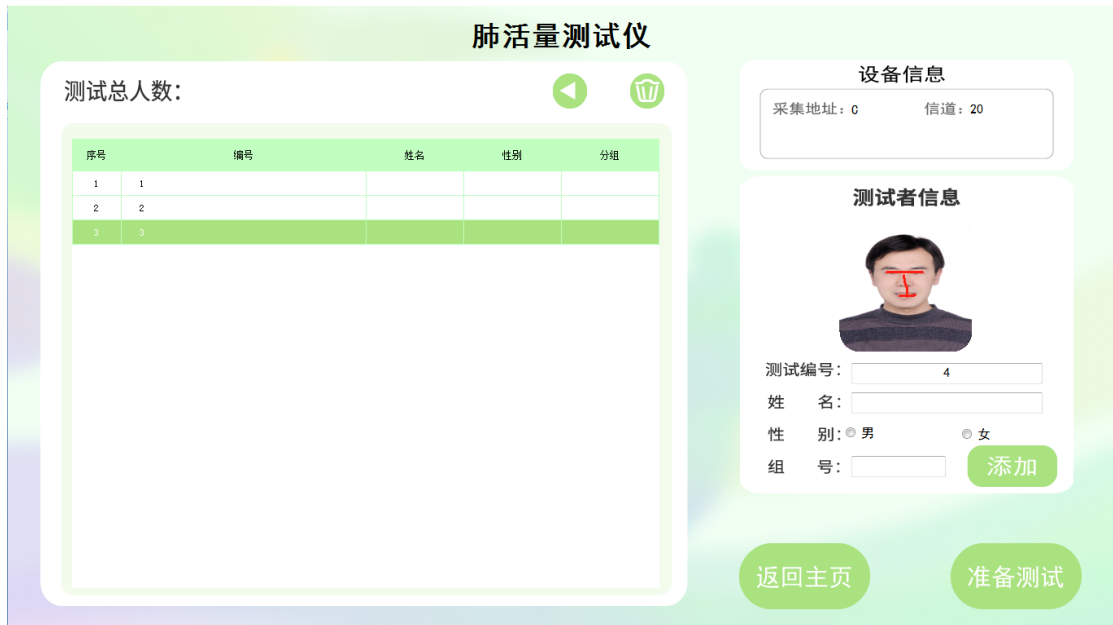 肺活量测试仪
测试总人数：
序号 编号 姓名 性别 分组
1 1
2 2
3 3
设备信息
采集地址：C 信道：20
测试者信息
测试编号： 4
姓 名：
性 别： 男 女
组 号： 添加
返回主页 准备测试